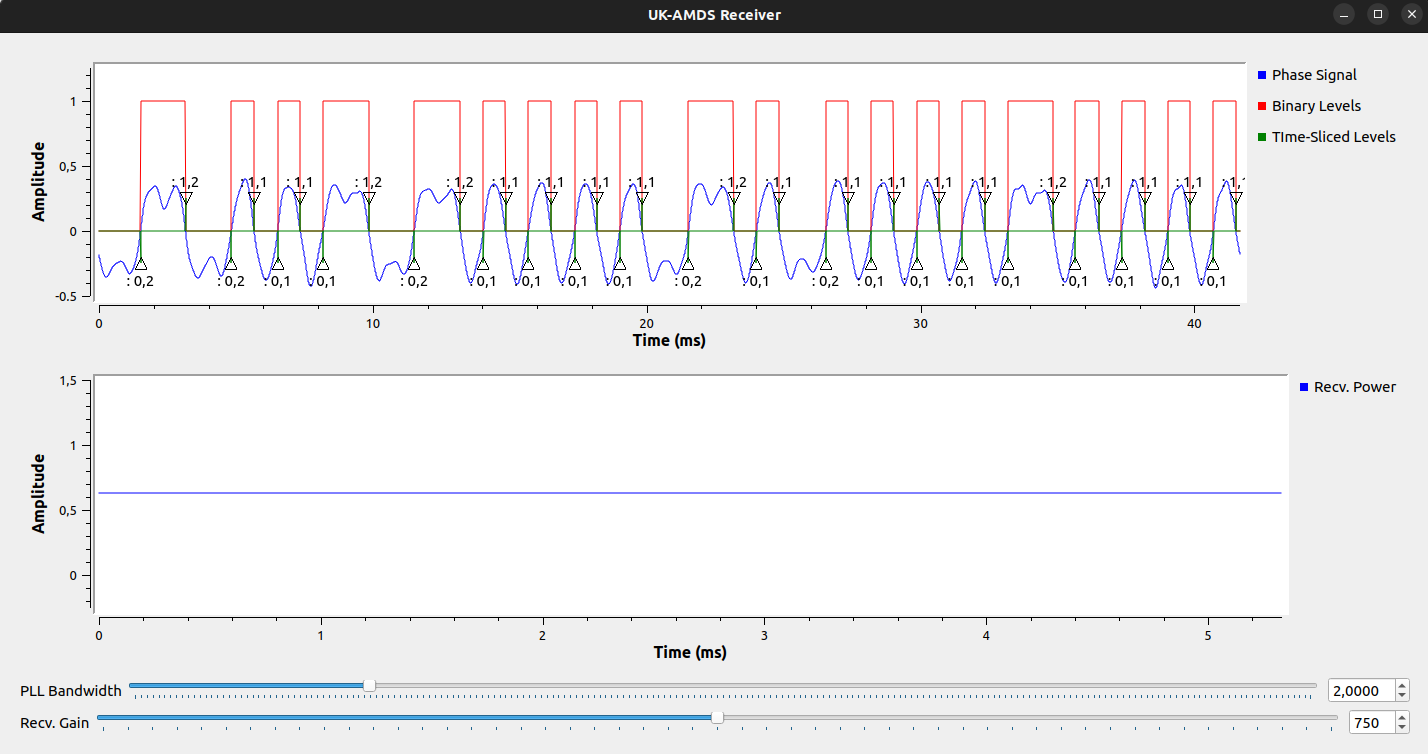 UK-AMDS Receiver
Phase Signal
Binary Levels
TIme-Sliced Levels
Amplitude
1
0,5
0
-0.5
: 1,2 : 1,1 : 1,1 : 1,2 : 1,2 : 1,1 : 1,1 : 1,1 : 1,1 : 1,2 : 1,1 : 1,1 : 1,1 : 1,1 : 1,1 : 1,2 : 1,1 : 1,1 : 1,1 : 1,
: 0,2 : 0,2 : 0,1 : 0,1 : 0,2 : 0,1 : 0,1 : 0,1 : 0,1 : 0,2 : 0,1 : 0,2 : 0,1 : 0,1 : 0,1 : 0,1 : 0,1 : 0,1 : 0,1 : 0,1
0 10 20 30 40
Time (ms)
Recv. Power
Amplitude
1,5
1
0,5
0
0 1 2 3 4 5
Time (ms)
PLL Bandwidth 2,0000
Recv. Gain 750